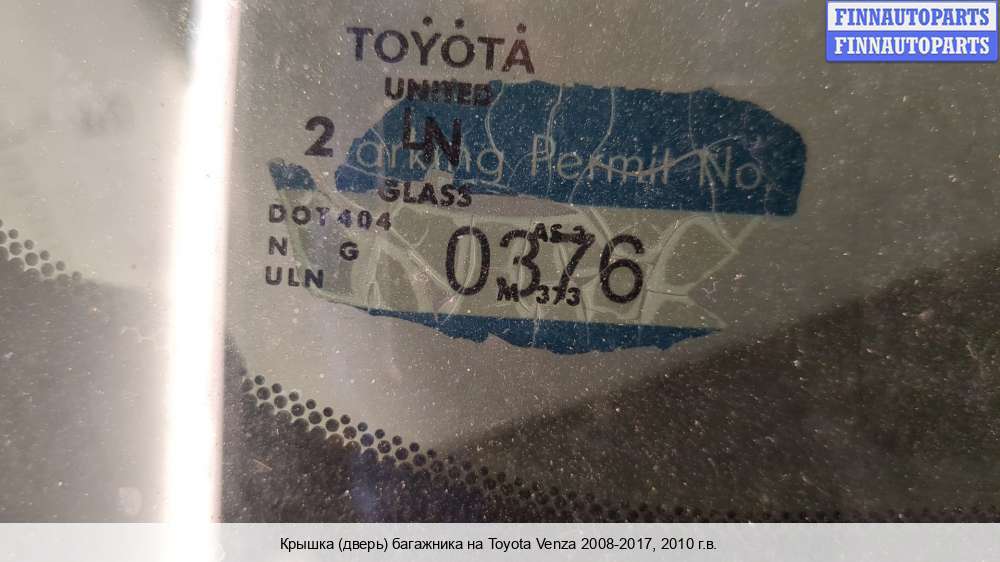 FINNAUTOPARTS
FINNAUTOPARTS
TOYOTA
UNITED
2 LN
arking Permit No.
GLASS
DOT 404
AS 2
N G
0376
ULN
M 373
Крышка (дверь) багажника на Toyota Venza 2008-2017, 2010 г.в.